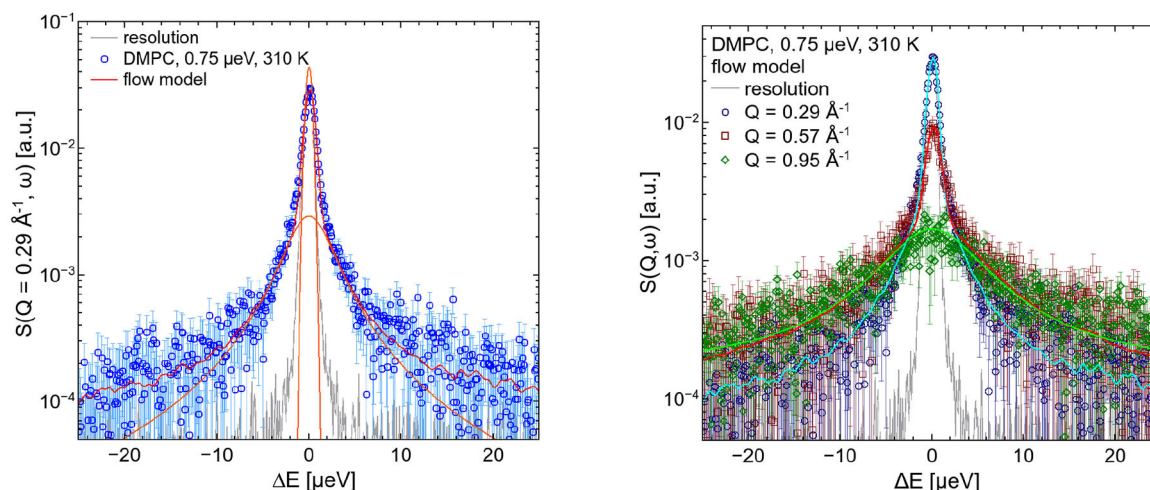 S(Q = 0.29 Å⁻¹, ω) [a.u.]
10⁻¹
10⁻²
10⁻³
10⁻⁴
resolution
DMPC, 0.75 µeV, 310 K
flow model
−20 −10 0 10 20
ΔE [µeV]
S(Q,ω) [a.u.]
10⁻²
10⁻³
10⁻⁴
DMPC, 0.75 µeV, 310 K
flow model
resolution
Q = 0.29 Å⁻¹
Q = 0.57 Å⁻¹
Q = 0.95 Å⁻¹
−20 −10 0 10 20
ΔE [µeV]